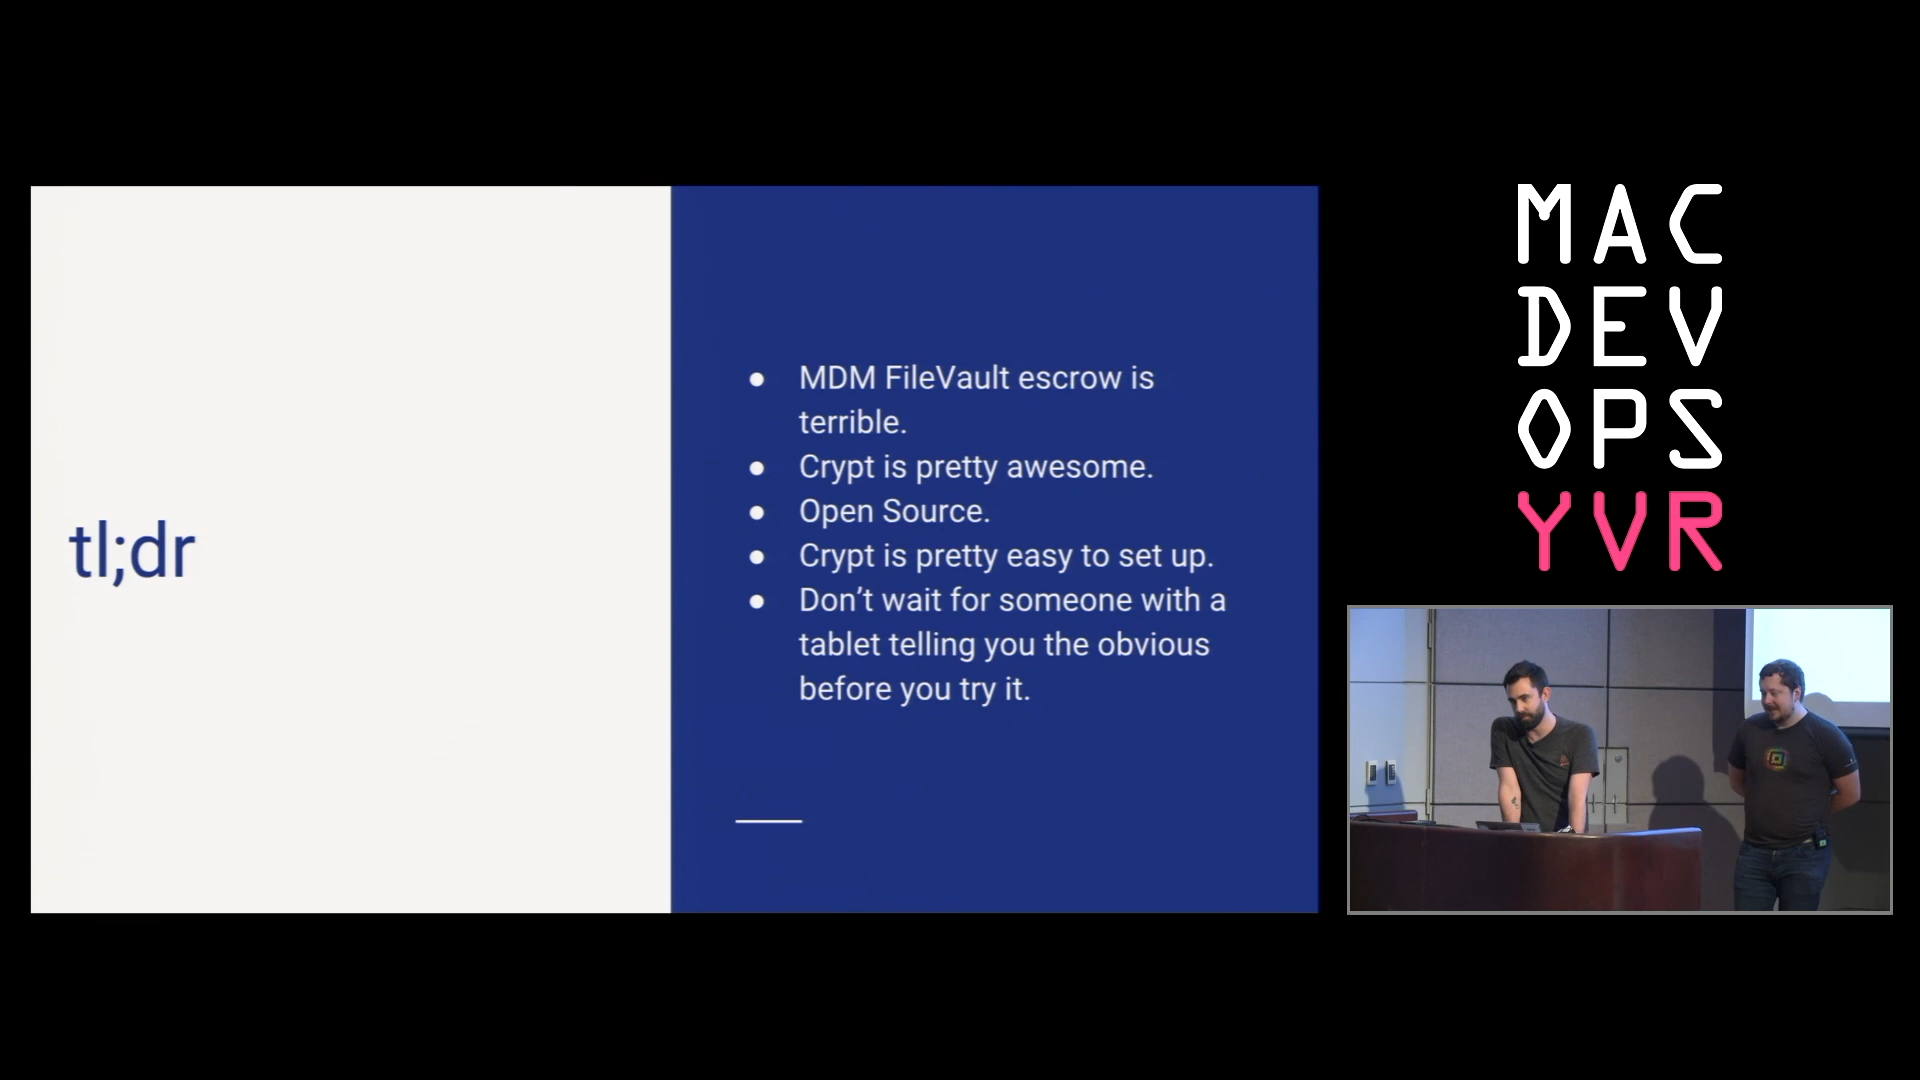 tl;dr
● MDM FileVault escrow is
terrible.
● Crypt is pretty awesome.
● Open Source.
● Crypt is pretty easy to set up.
● Don’t wait for someone with a
tablet telling you the obvious
before you try it.
MAC
DEV
OPS
YVR